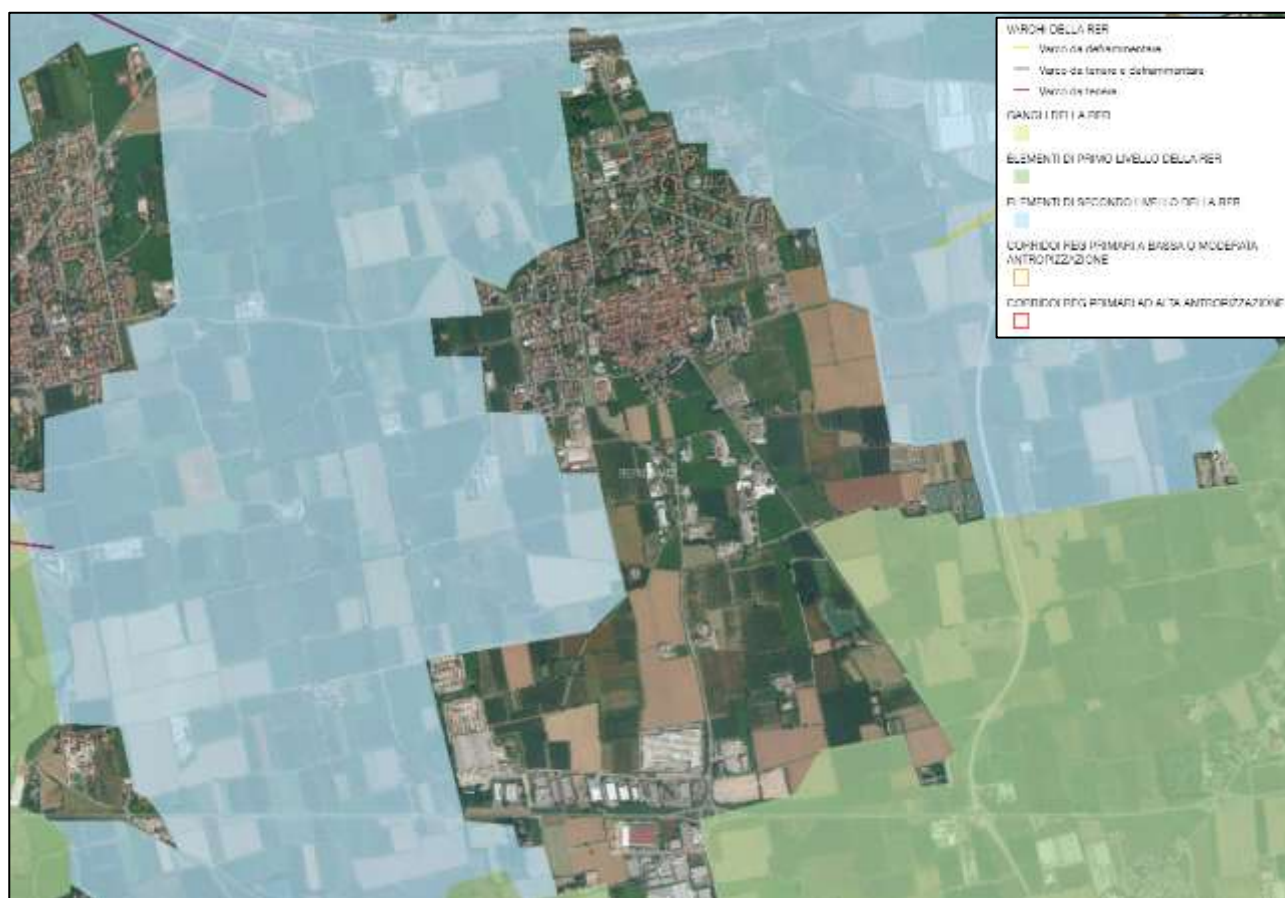 VARCHI DELLA RER
Varco da deframmentare
Varco da tenere e deframmentare
Varco da tenere
GANGLI DELLA RER
ELEMENTI DI PRIMO LIVELLO DELLA RER
ELEMENTI DI SECONDO LIVELLO DELLA RER
CORRIDOI REG PRIMARI A BASSA O MODERATA
ANTROPIZZAZIONE
CORRIDOI REG PRIMARI AD ALTA ANTROPIZZAZIONE